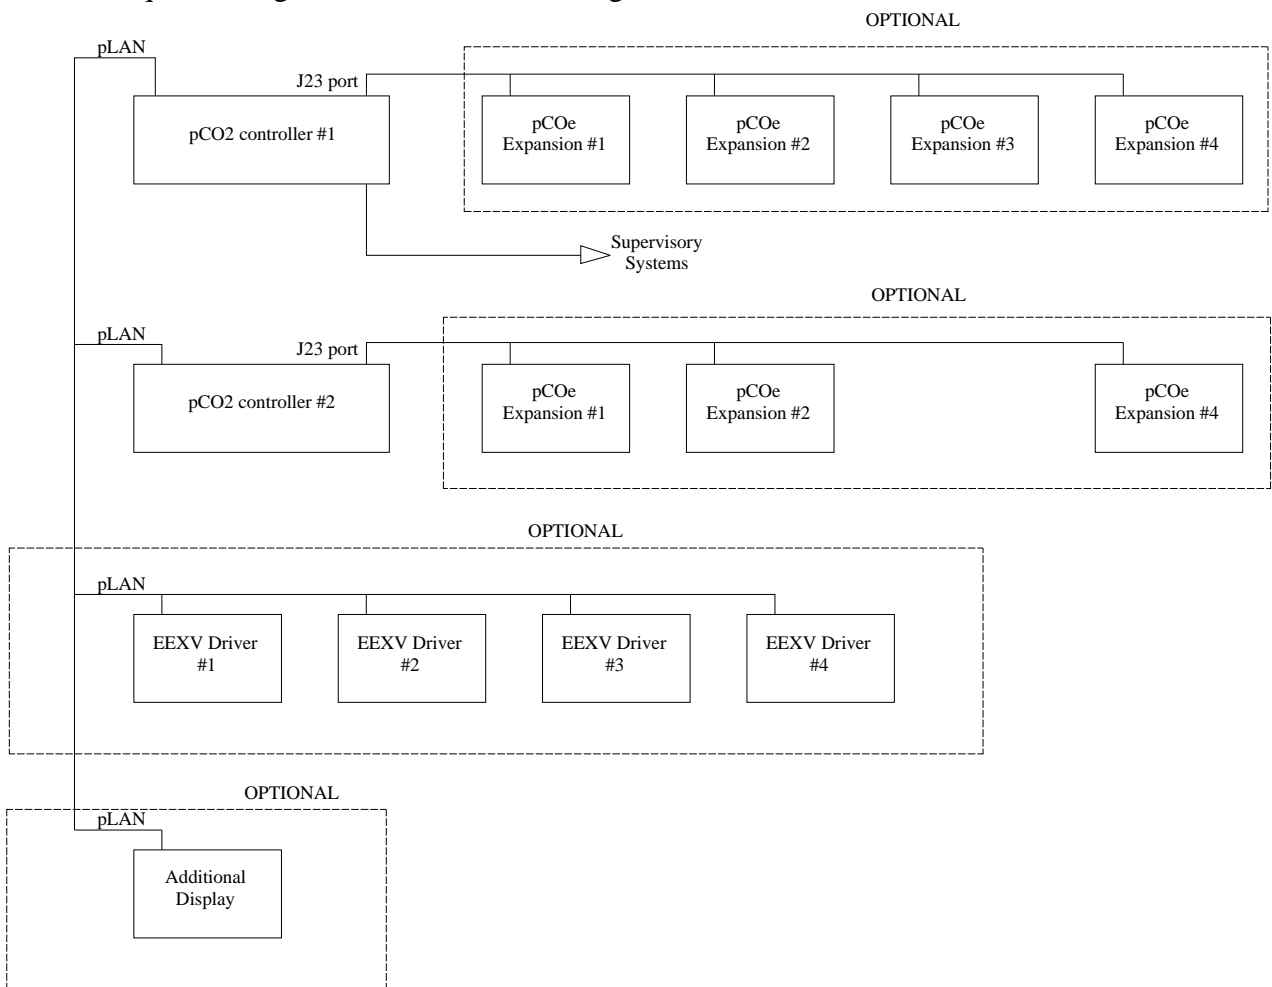 OPTIONAL
pLAN
J23 port
pCO2 controller #1
pCOe
Expansion #1
pCOe
Expansion #2
pCOe
Expansion #3
pCOe
Expansion #4
Supervisory
Systems
OPTIONAL
pLAN
J23 port
pCO2 controller #2
pCOe
Expansion #1
pCOe
Expansion #2
pCOe
Expansion #4
OPTIONAL
pLAN
EEXV Driver
#1
EEXV Driver
#2
EEXV Driver
#3
EEXV Driver
#4
OPTIONAL
pLAN
Additional
Display